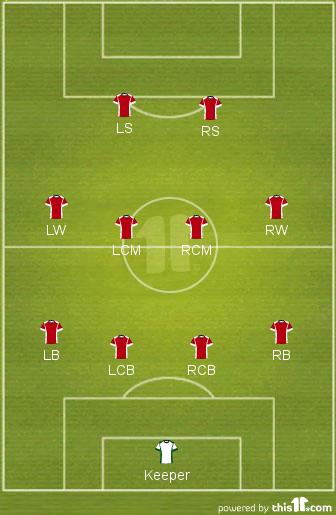 LS
RS
LW
RW
LCM
RCM
LB
RB
LCB
RCB
Keeper
powered by this11.com